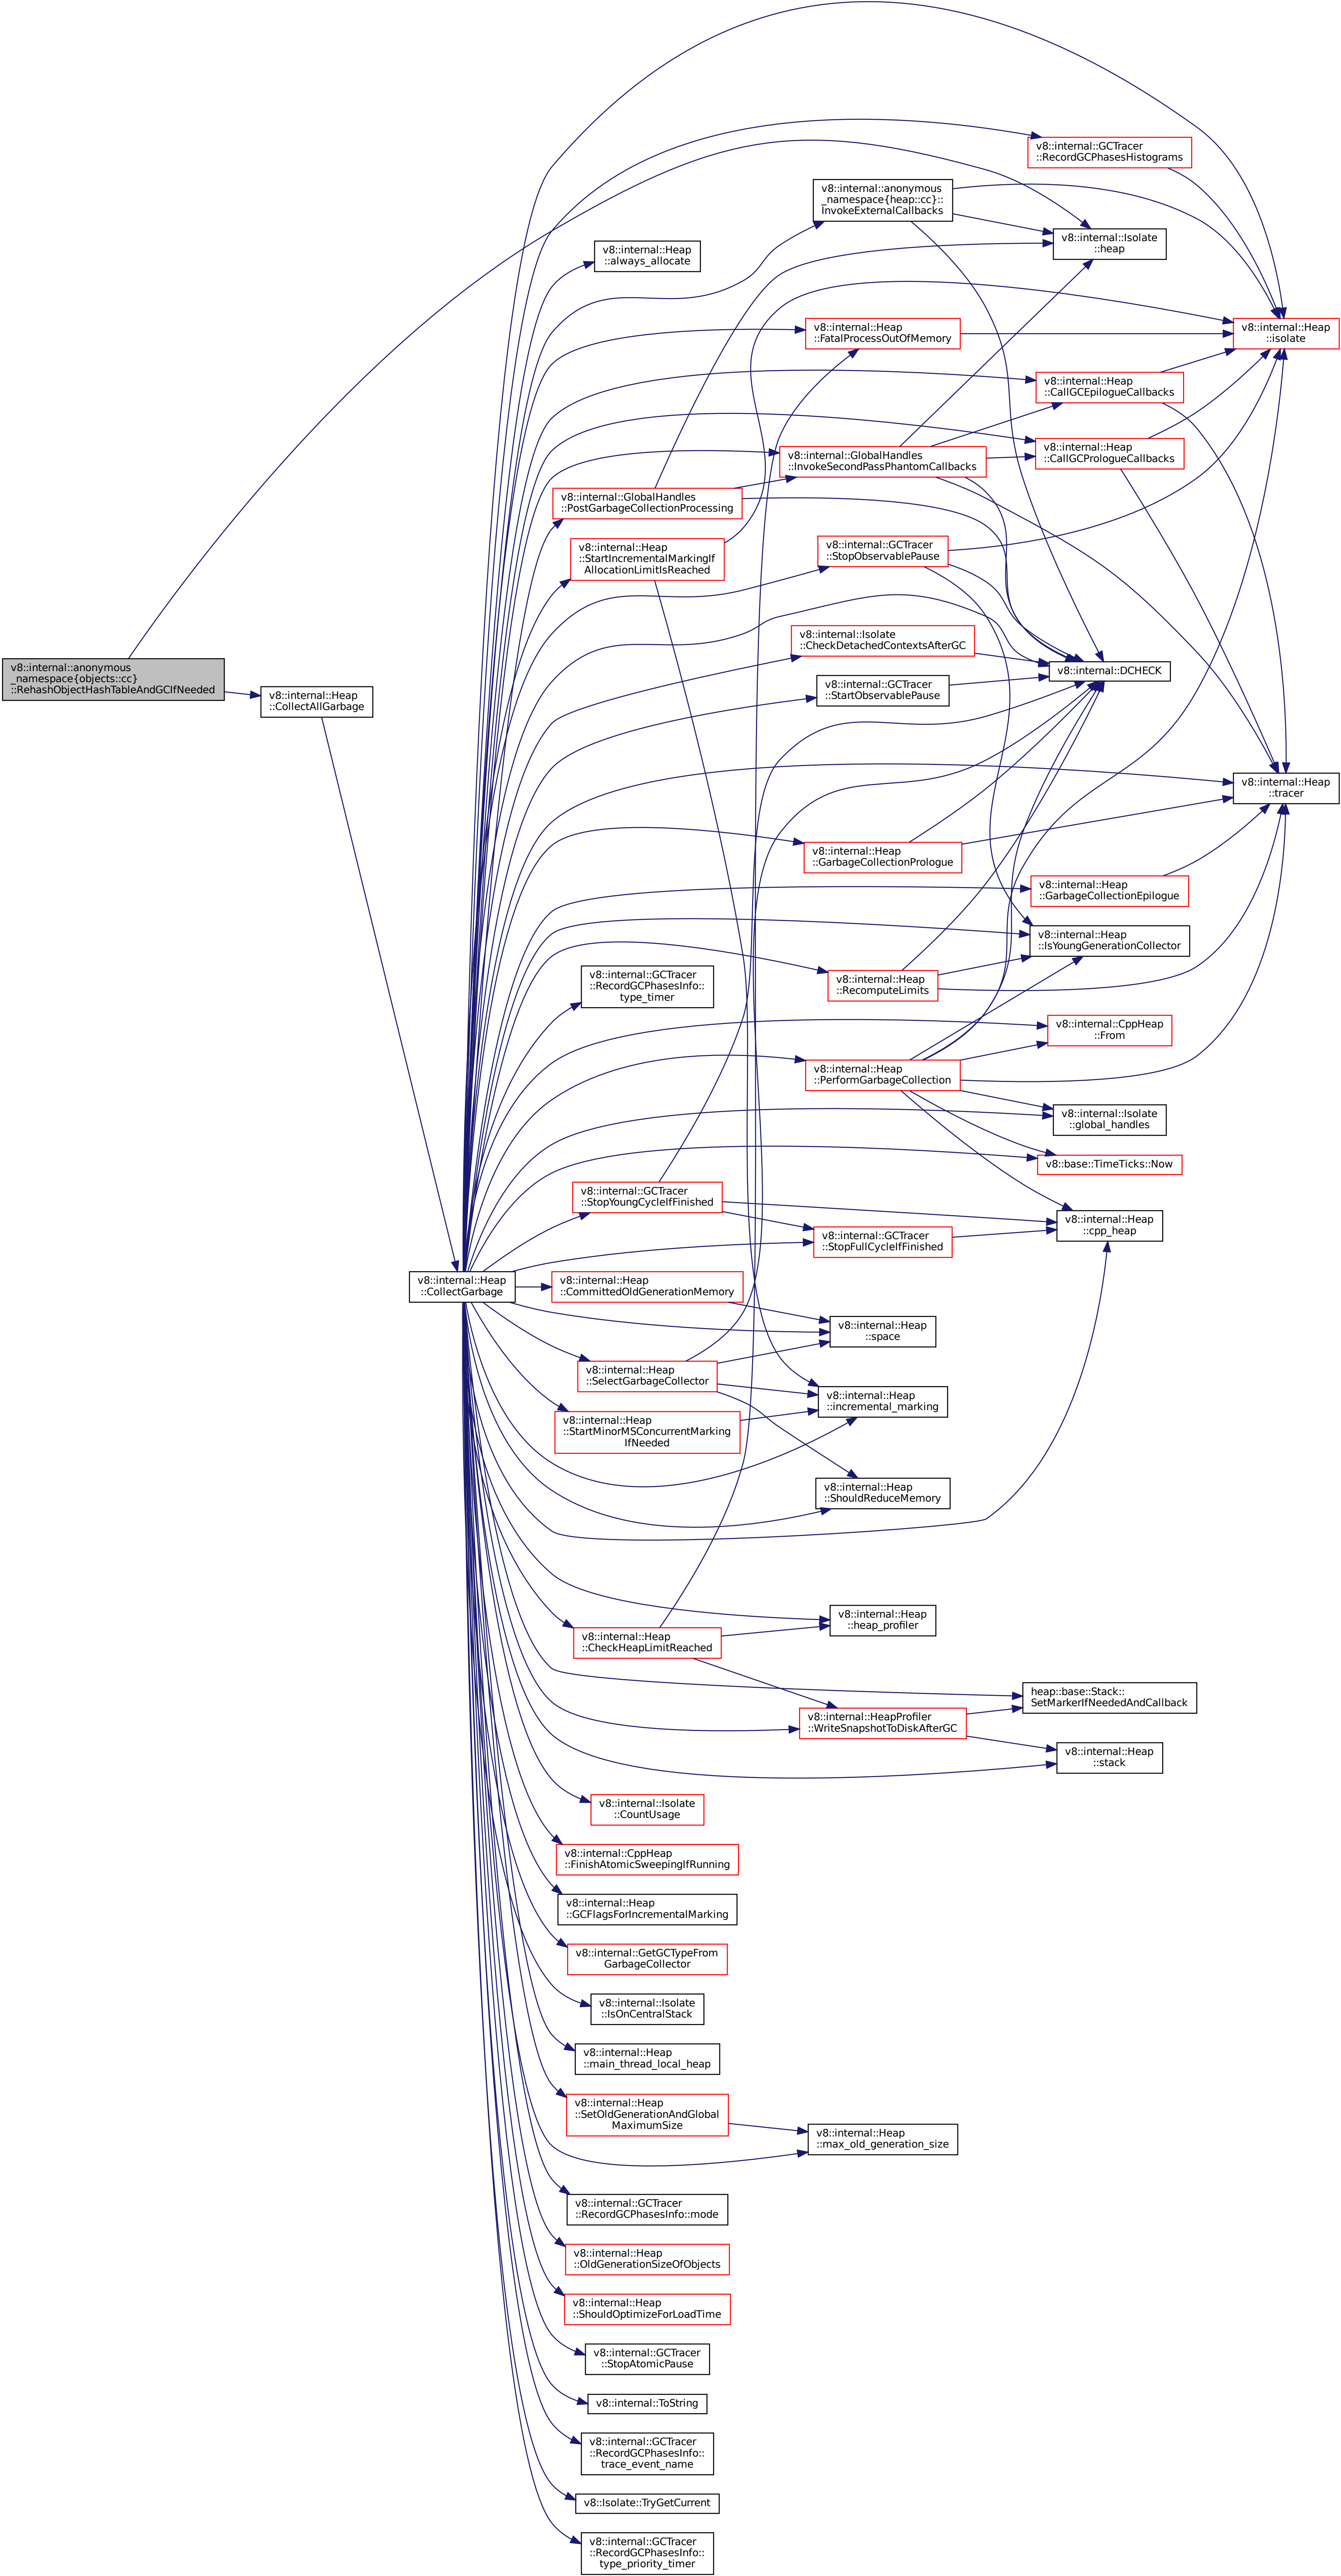 v8::internal::GCTracer
::RecordGCPhasesHistograms
v8::internal::anonymous
_namespace{heap::cc}::
InvokeExternalCallbacks
v8::internal::Isolate
::heap
v8::internal::Heap
::always_allocate
v8::internal::Heap
::FatalProcessOutOfMemory
v8::internal::Heap
::isolate
v8::internal::Heap
::CallGCEpilogueCallbacks
v8::internal::Heap
::CallGCPrologueCallbacks
v8::internal::GlobalHandles
::InvokeSecondPassPhantomCallbacks
v8::internal::GlobalHandles
::PostGarbageCollectionProcessing
v8::internal::Heap
::StartIncrementalMarkingIf
AllocationLimitIsReached
v8::internal::GCTracer
::StopObservablePause
v8::internal::Isolate
::CheckDetachedContextsAfterGC
v8::internal::DCHECK
v8::internal::anonymous
_namespace{objects::cc}
::RehashObjectHashTableAndGCIfNeeded
v8::internal::Heap
::CollectAllGarbage
v8::internal::GCTracer
::StartObservablePause
v8::internal::Heap
::tracer
v8::internal::Heap
::GarbageCollectionPrologue
v8::internal::Heap
::GarbageCollectionEpilogue
v8::internal::Heap
::IsYoungGenerationCollector
v8::internal::GCTracer
::RecordGCPhasesInfo::
type_timer
v8::internal::Heap
::RecomputeLimits
v8::internal::CppHeap
::From
v8::internal::Heap
::PerformGarbageCollection
v8::internal::Isolate
::global_handles
v8::base::TimeTicks::Now
v8::internal::GCTracer
::StopYoungCycleIfFinished
v8::internal::Heap
::cpp_heap
v8::internal::GCTracer
::StopFullCycleIfFinished
v8::internal::Heap
::CollectGarbage
v8::internal::Heap
::CommittedOldGenerationMemory
v8::internal::Heap
::space
v8::internal::Heap
::SelectGarbageCollector
v8::internal::Heap
::incremental_marking
v8::internal::Heap
::StartMinorMSConcurrentMarking
IfNeeded
v8::internal::Heap
::ShouldReduceMemory
v8::internal::Heap
::heap_profiler
v8::internal::Heap
::CheckHeapLimitReached
heap::base::Stack::
SetMarkerIfNeededAndCallback
v8::internal::HeapProfiler
::WriteSnapshotToDiskAfterGC
v8::internal::Heap
::stack
v8::internal::Isolate
::CountUsage
v8::internal::CppHeap
::FinishAtomicSweepingIfRunning
v8::internal::Heap
::GCFlagsForIncrementalMarking
v8::internal::GetGCTypeFrom
GarbageCollector
v8::internal::Isolate
::IsOnCentralStack
v8::internal::Heap
::main_thread_local_heap
v8::internal::Heap
::SetOldGenerationAndGlobal
MaximumSize
v8::internal::Heap
::max_old_generation_size
v8::internal::GCTracer
::RecordGCPhasesInfo::mode
v8::internal::Heap
::OldGenerationSizeOfObjects
v8::internal::Heap
::ShouldOptimizeForLoadTime
v8::internal::GCTracer
::StopAtomicPause
v8::internal::ToString
v8::internal::GCTracer
::RecordGCPhasesInfo::
trace_event_name
v8::Isolate::TryGetCurrent
v8::internal::GCTracer
::RecordGCPhasesInfo::
type_priority_timer